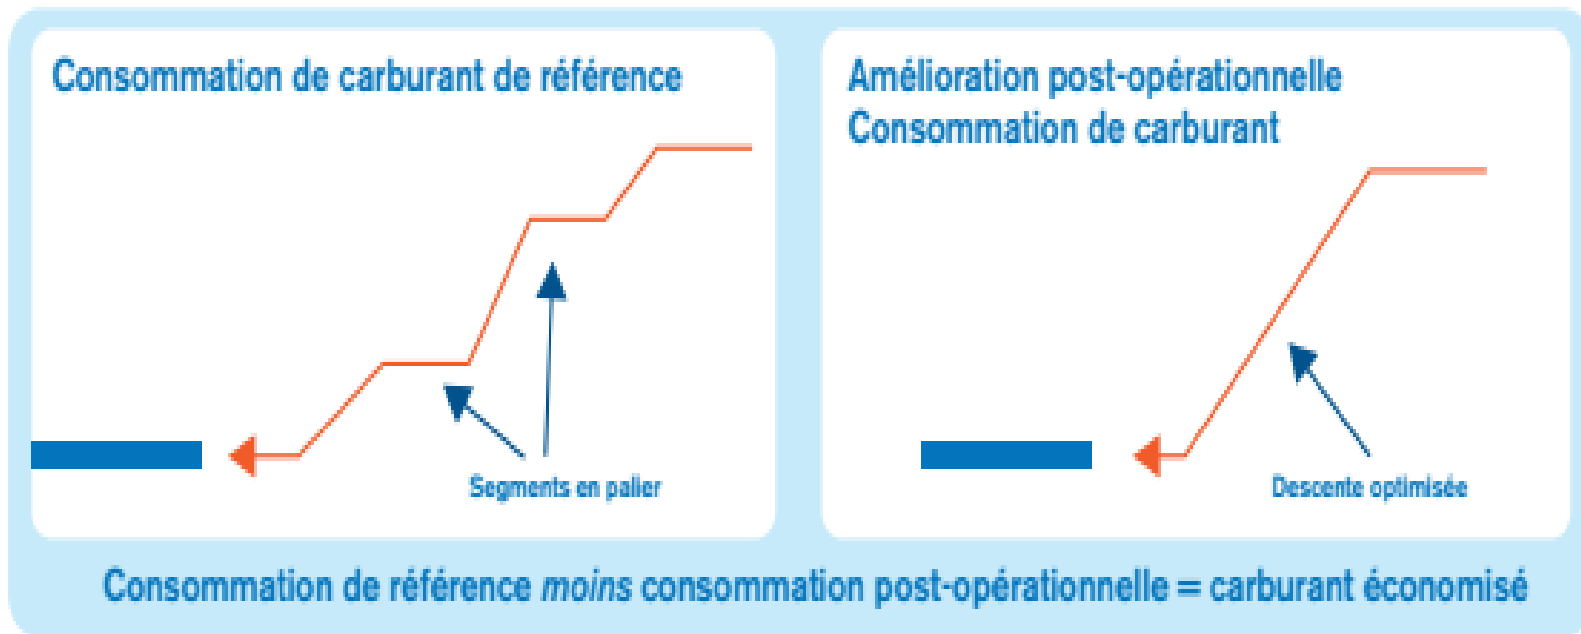 Consommation de carburant de référence
Segments en palier
Amélioration post-opérationnelle
Consommation de carburant
Descente optimisée
Consommation de référence moins consommation post-opérationnelle = carburant économisé